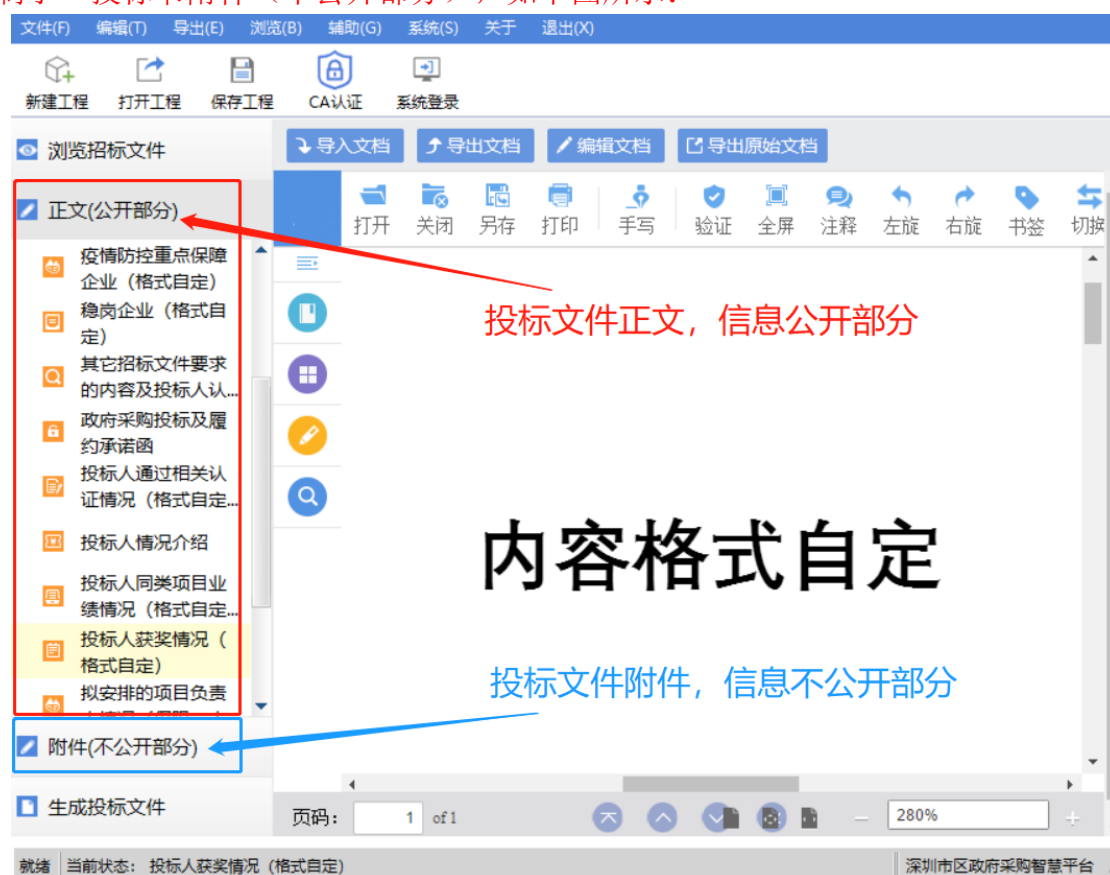 文件(F) 编辑(T) 导出(E) 浏览(B) 辅助(G) 系统(S) 关于 退出(X)
新建工程 打开工程 保存工程 CA认证 系统登录
浏览招标文件
导入文档 导出文档 编辑文档 导出原始文档
正文(公开部分)
打开 关闭 另存 打印 手写 验证 全屏 注释 左旋 右旋 书签 切换
疫情防控重点保障
企业（格式自定）
稳岗企业（格式自
定）
其它招标文件要求
的内容及投标人认...
政府采购投标及履
约承诺函
投标人通过相关认
证情况（格式自定...
投标人情况介绍
投标人同类项目业
绩情况（格式自定...
投标人获奖情况（
格式自定）
拟安排的项目负责
投标文件正文，信息公开部分
内容格式自定
投标文件附件，信息不公开部分
附件(不公开部分)
生成投标文件
页码： 1 of 1 280%
就绪 当前状态： 投标人获奖情况（格式自定） 深圳市区政府采购智慧平台